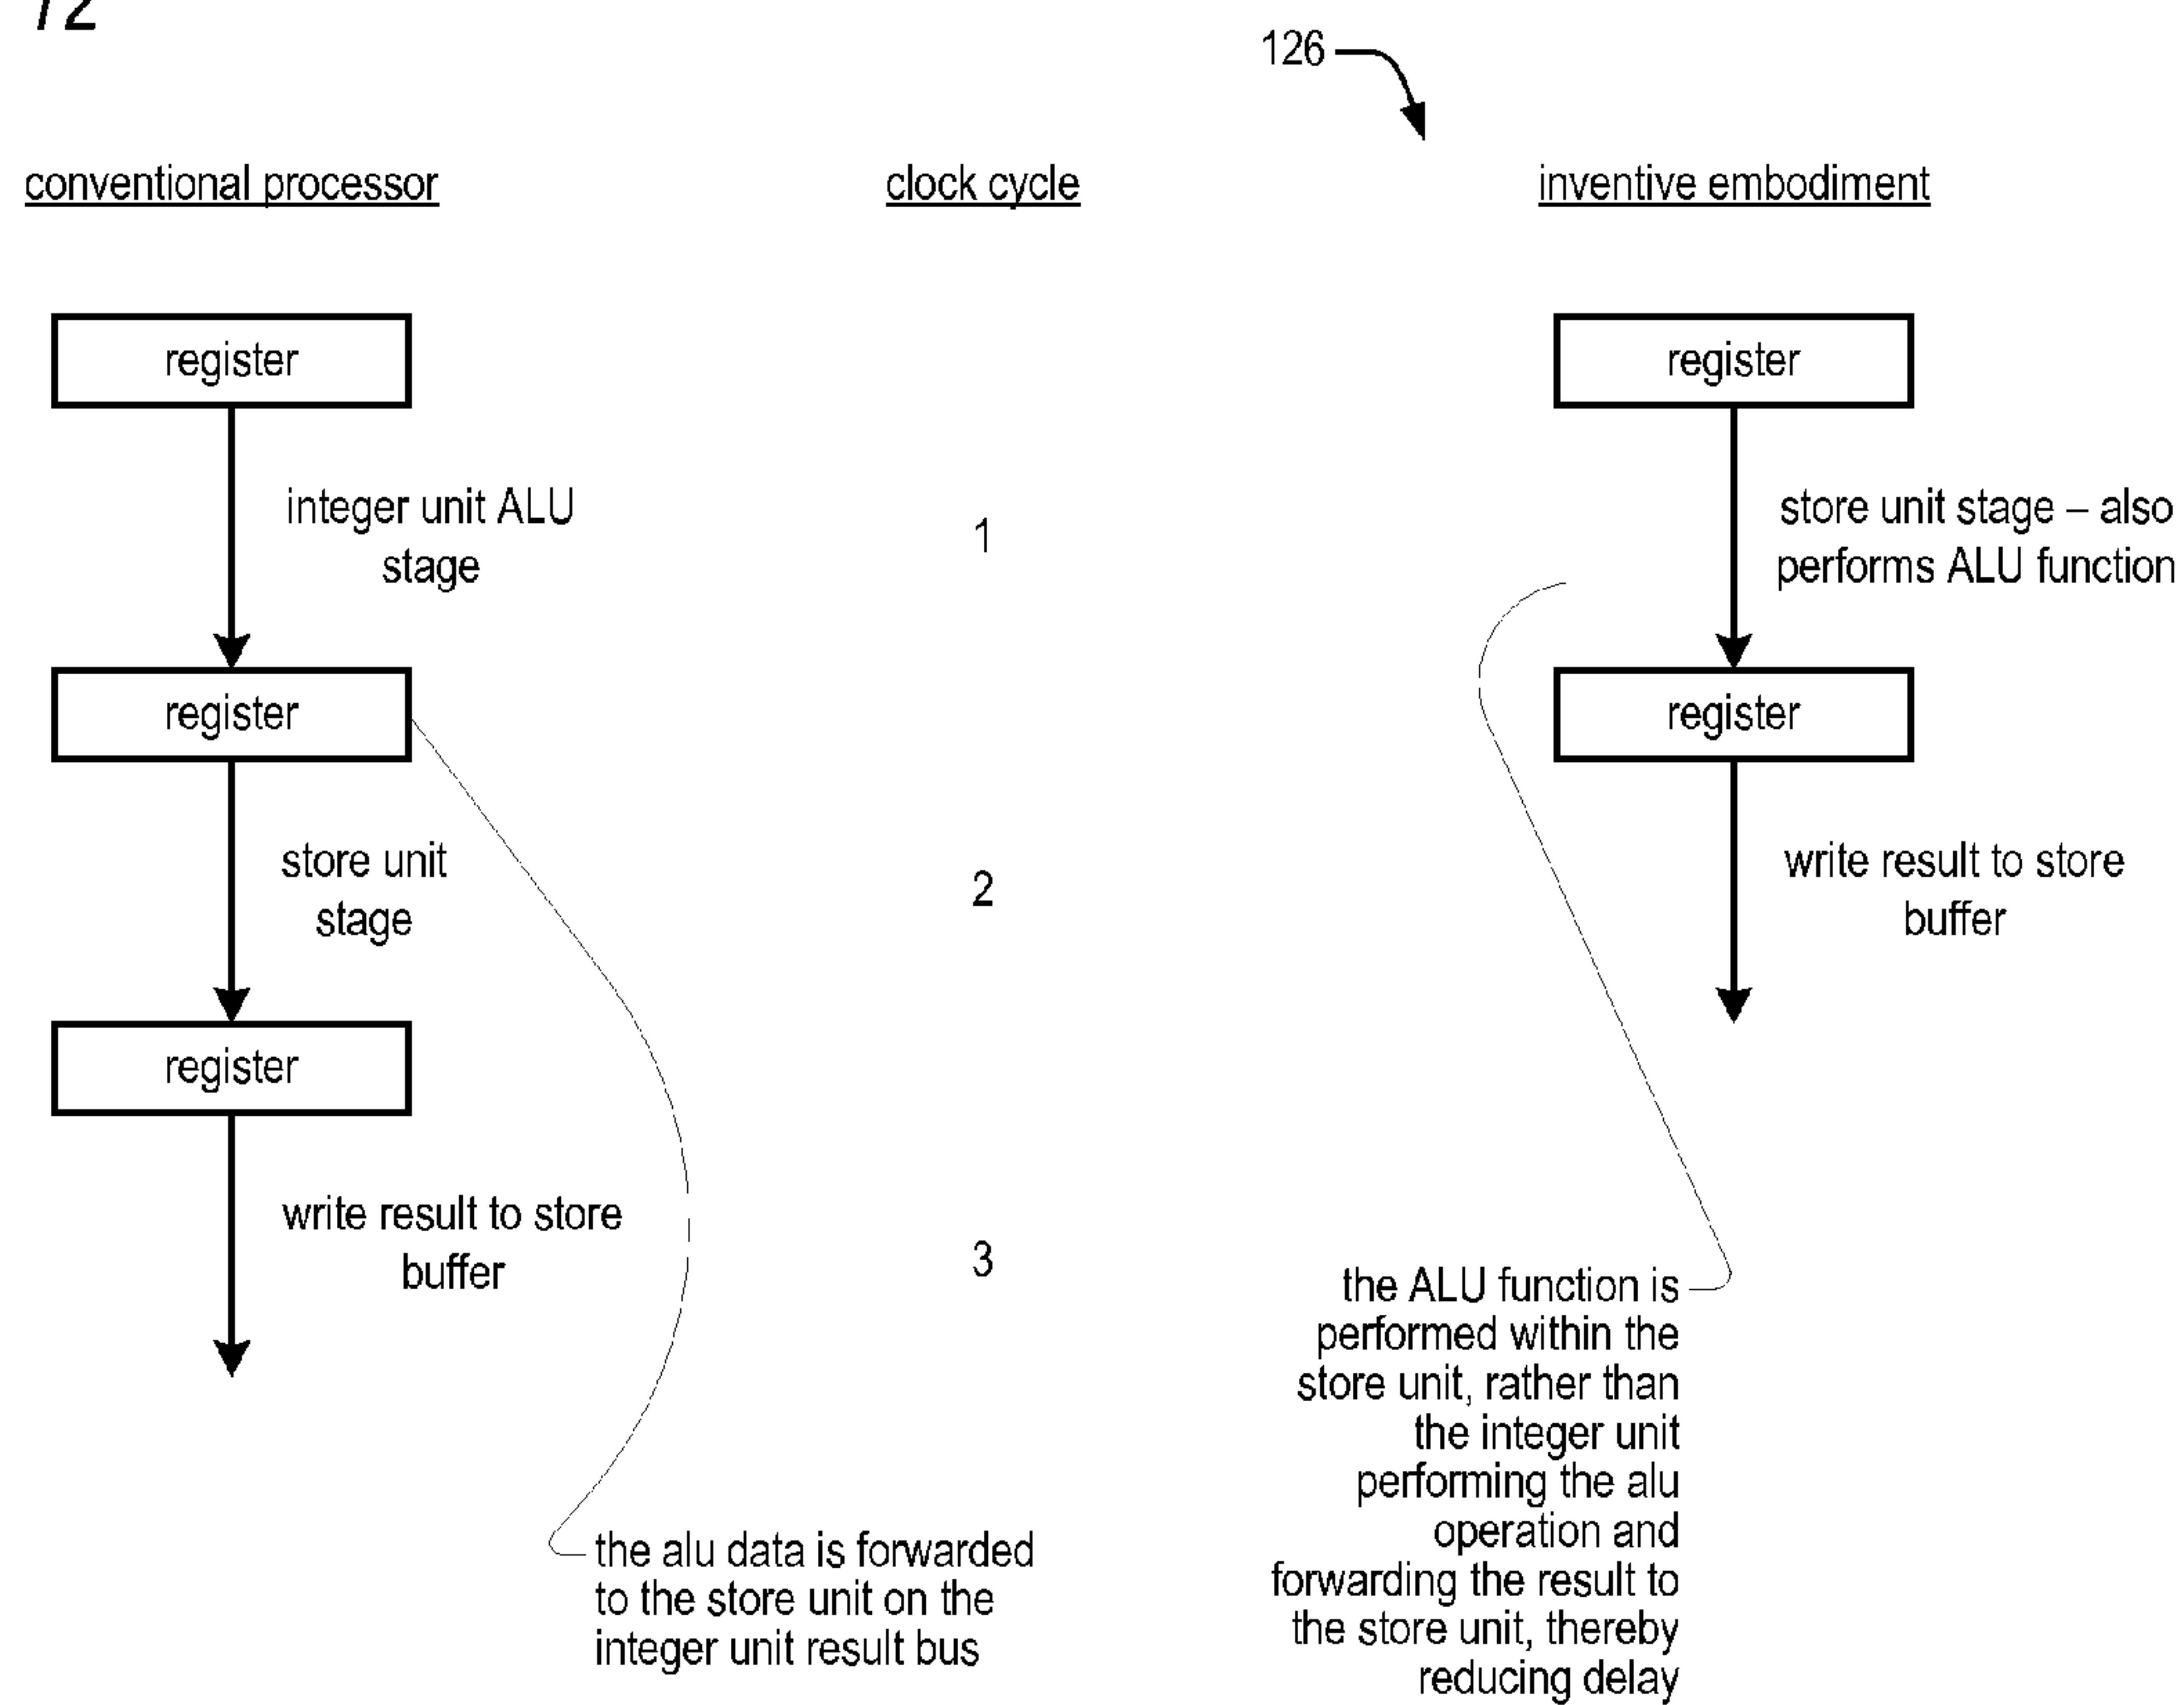 126
conventional processor
clock cycle
inventive embodiment
register
register
integer unit ALU
stage
1
store unit stage – also
performs ALU function
register
register
store unit
stage
2
write result to store
buffer
register
write result to store
buffer
3
the alu data is forwarded
to the store unit on the
integer unit result bus
the ALU function is
performed within the
store unit, rather than
the integer unit
performing the alu
operation and
forwarding the result to
the store unit, thereby
reducing delay